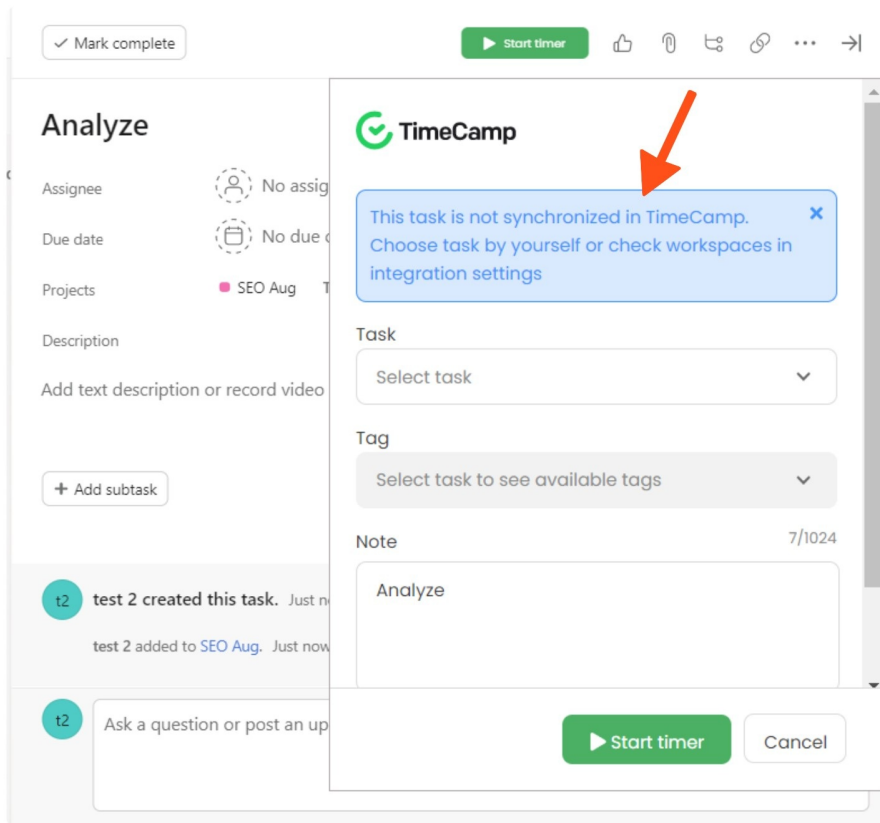 Mark complete
Start timer
Analyze
Assignee
No assig
Due date
No due
Projects
SEO Aug
Description
Add text description or record video
Add subtask
t2
test 2 created this task. Just n
test 2 added to SEO Aug. Just now
t2
Ask a question or post an up
TimeCamp
This task is not synchronized in TimeCamp.
Choose task by yourself or check workspaces in
integration settings
Task
Select task
Tag
Select task to see available tags
Note
7/1024
Analyze
Start timer
Cancel